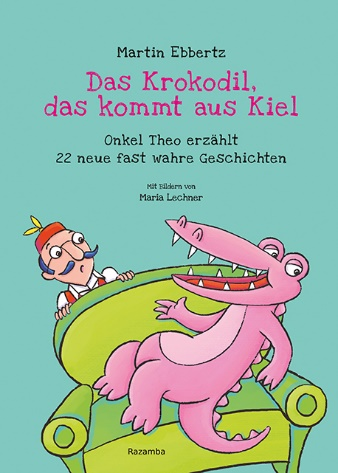 Martin Ebbertz
Das Krokodil,
das kommt aus Kiel
Onkel Theo erzählt
22 neue fast wahre Geschichten
Mit Bildern von
Maria Lechner
Razamba